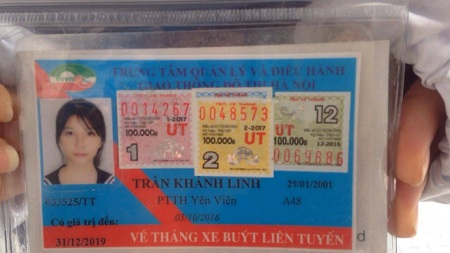 TRUNG TÂM QUẢN LÝ VÀ ĐIỀU HÀNH
GIAO THÔNG ĐÔ THỊ HÀ NỘI
0014267
1-2017
100.000đ
UT
1
0048573
2-2017
100.000đ
UT
2
12
100.000đ
UT
12-2016
0069686
TRẦN KHÁNH LINH
29/01/2001
PTTH Yên Viên
A48
05/10/2016
Có giá trị đến:
31/12/2019
VÉ THÁNG XE BUÝT LIÊN TUYẾN